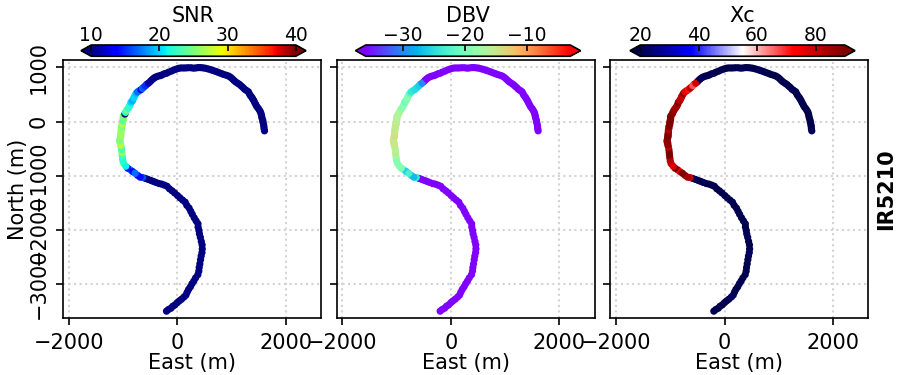 SNR DBV Xc
10 20 30 40 −30 −20 −10 20 40 60 80
1000
0
−1000
−2000
−3000
North (m)
IR5210
−2000 0 2000 −2000 0 2000 −2000 0 2000
East (m) East (m) East (m)